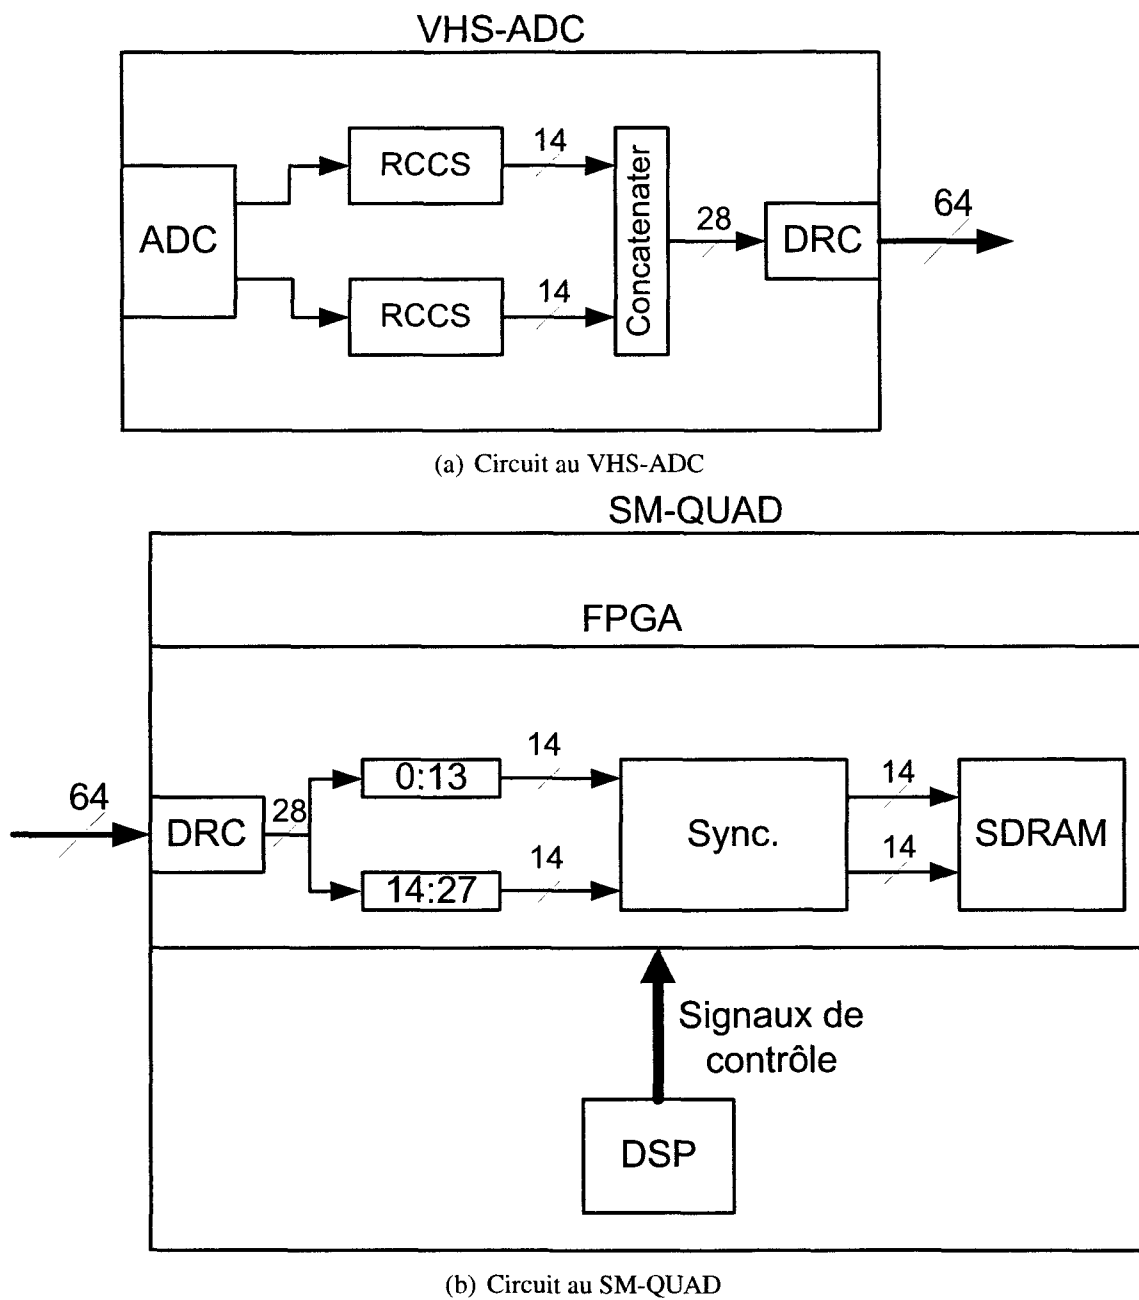 VHS-ADC
ADC
RCCS
14
RCCS
14
Concatenater
28
DRC
64
(a) Circuit au VHS-ADC
SM-QUAD
FPGA
64
DRC
28
0:13
14
14:27
14
Sync.
14
14
SDRAM
Signaux de
contrôle
DSP
(b) Circuit au SM-QUAD